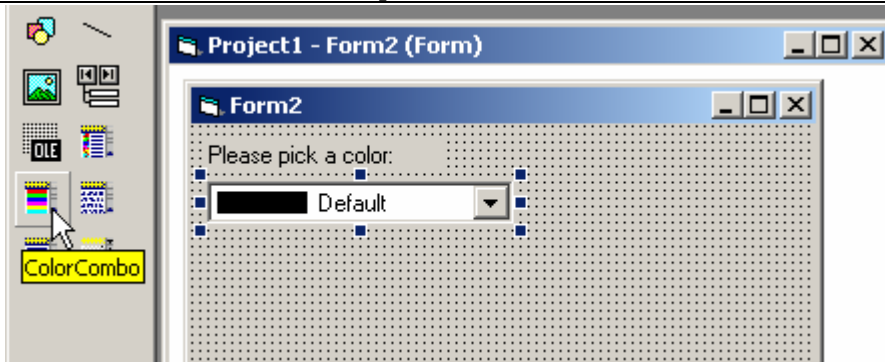 Project1 - Form2 (Form)
Form2
OLE
Please pick a color:
Default
ColorCombo